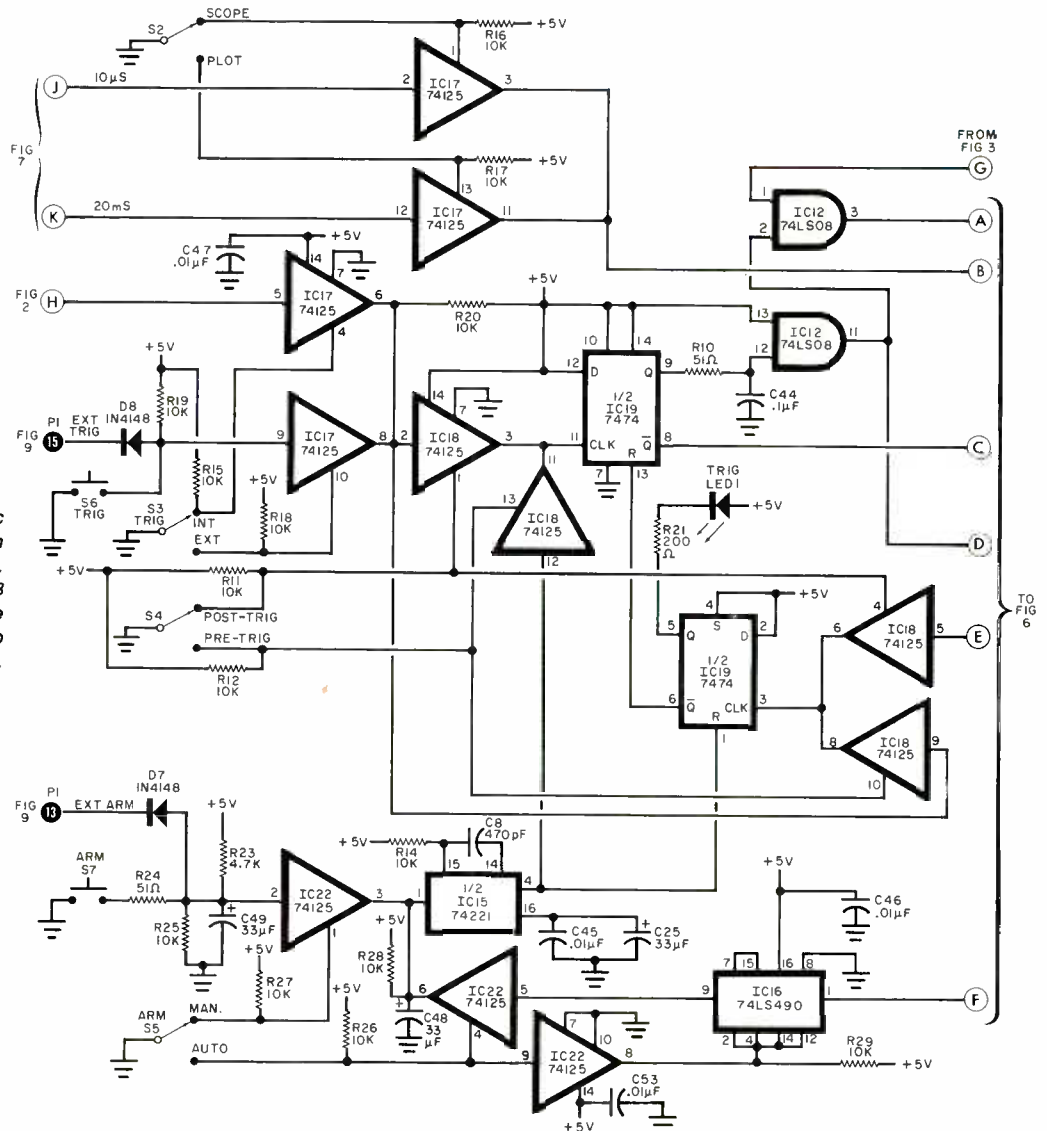 SCOPE
S2
R16
10K
+5V
PLOT
1
FIG
7
J
10μS
2
IC17
74125
3
R17
10K
+5V
13
K
20mS
12
IC17
74125
11
FROM
FIG 3
G
1
2
IC12
74LS08
3
A
B
C47
.01μF
+5V
14
7
FIG
2
H
5
IC17
74125
6
4
R20
10K
+5V
10
14
13
12
IC12
74LS08
11
12
D
Q
9
R10
51Ω
1/2
IC19
7474
C44
.1μF
11
CLK
Q
8
R
7
13
C
+5V
R19
10K
D8
1N4148
P1
FIG
9
15
EXT
TRIG
R15
10K
S6
TRIG
S3
TRIG
INT
EXT
9
IC17
74125
8
10
R18
10K
14
7
2
IC18
74125
3
1
11
13
IC18
74125
12
TRIG
LED1
+5V
R21
200
Ω
D
+5V
R11
10K
S4
POST-TRIG
PRE-TRIG
R12
10K
4
S
+5V
5
Q
D
2
1/2
IC19
7474
6
Q
CLK
3
R
1
4
6
IC18
74125
5
E
8
IC18
74125
9
10
TO
FIG
6
FIG
9
P1
13
EXT ARM
D7
1N4148
+5V
R23
4.7K
ARM
S7
R24
51Ω
R25
10K
C49
33μF
+
2
IC22
74125
3
1
+5V
R14
10K
C8
470pF
15
14
1
1/2
IC15
74221
4
16
C45
.01μF
C25
33μF
+
+5V
R28
10K
C48
33
μF
+
+5V
R27
10K
ARM
S5
MAN.
AUTO
+5V
R26
10K
6
IC22
74125
5
4
9
IC22
74125
8
7
10
14
+5V
C53
.01μF
+5V
C46
.01μF
7
15
16
8
9
IC16
74LS490
1
F
2
4
14
12
R29
10K
+5V